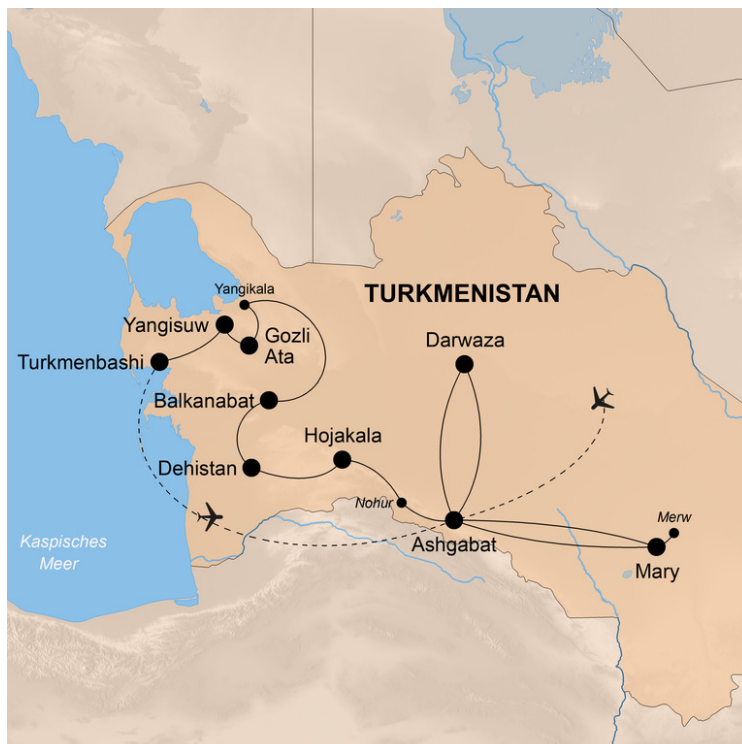 Yangikala
TURKMENISTAN
Yangisuw
Gozli
Ata
Darwaza
Turkmenbashi
Balkanabat
Hojakala
Dehistan
Nohur
Merw
Ashgabat
Kaspisches
Meer
Mary